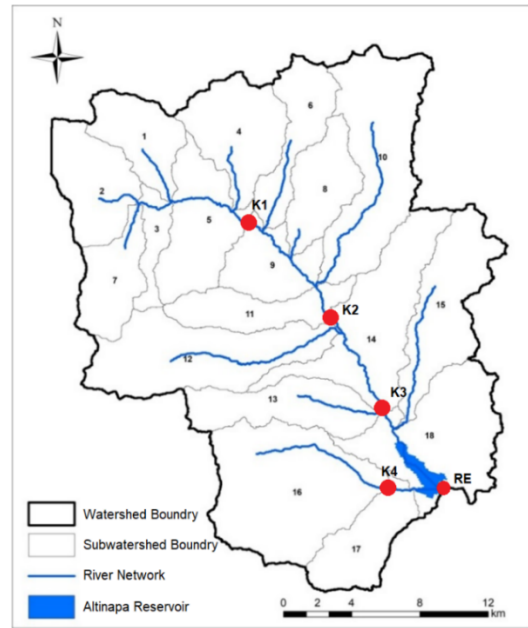 N
6
1
4
10
2
8
K1
3
5
9
7
15
11
K2
14
12
K3
13
18
K4
RE
16
17
Watershed Boundry
Subwatershed Boundry
River Network
Altinapa Reservoir
0 2 4 8 12
km